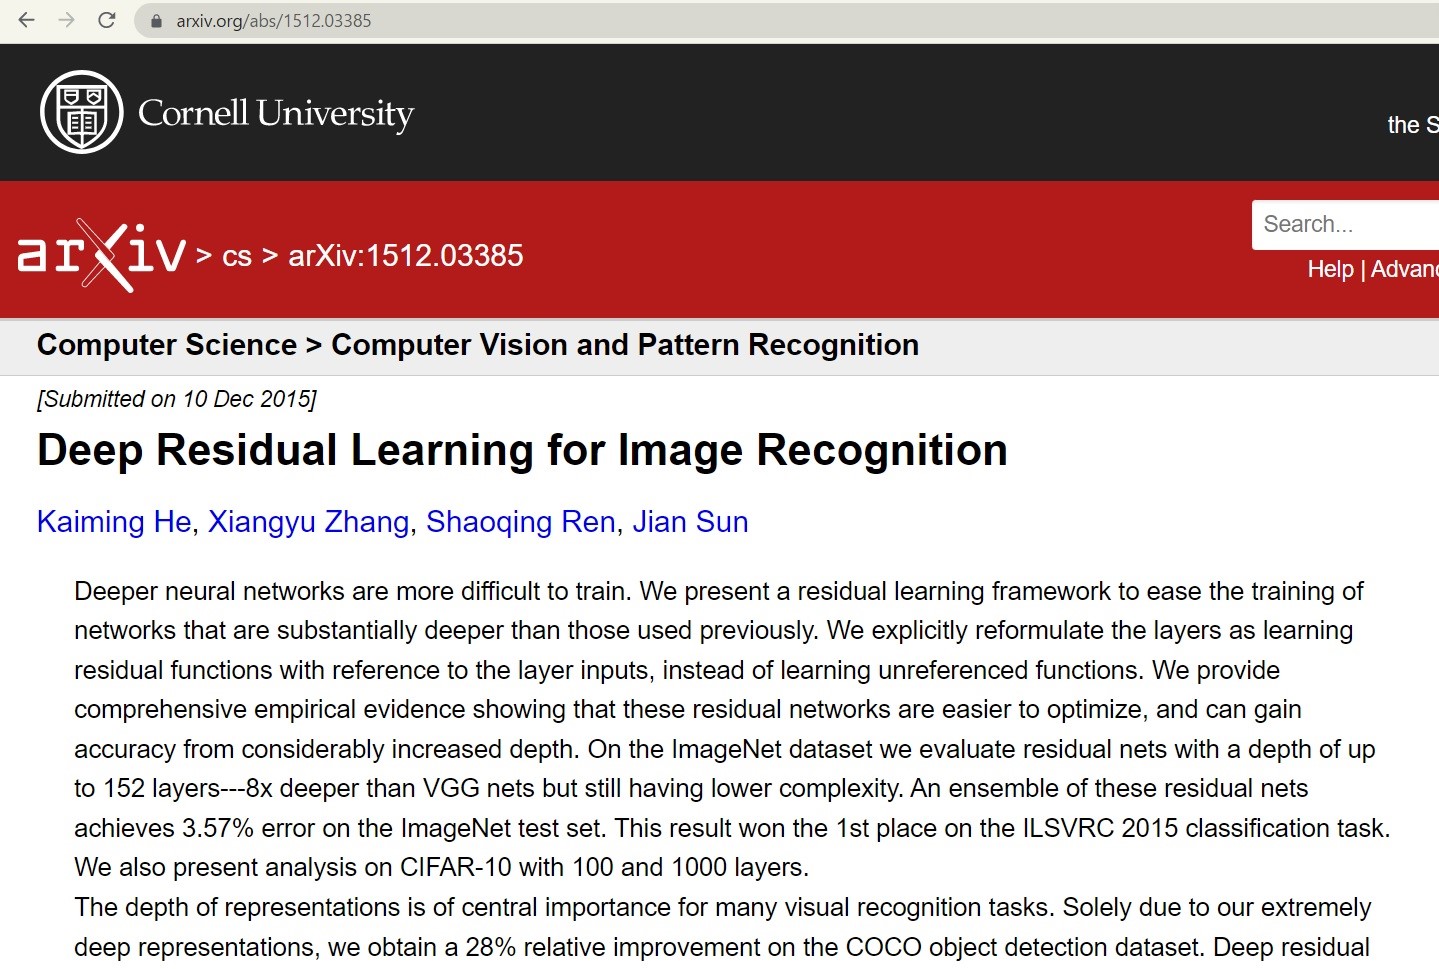 arxiv.org/abs/1512.03385
Cornell University
the S
arXiv > cs > arXiv:1512.03385
Search...
Help | Advanc
Computer Science > Computer Vision and Pattern Recognition
[Submitted on 10 Dec 2015]
Deep Residual Learning for Image Recognition
Kaiming He, Xiangyu Zhang, Shaoqing Ren, Jian Sun
Deeper neural networks are more difficult to train. We present a residual learning framework to ease the training of
networks that are substantially deeper than those used previously. We explicitly reformulate the layers as learning
residual functions with reference to the layer inputs, instead of learning unreferenced functions. We provide
comprehensive empirical evidence showing that these residual networks are easier to optimize, and can gain
accuracy from considerably increased depth. On the ImageNet dataset we evaluate residual nets with a depth of up
to 152 layers---8x deeper than VGG nets but still having lower complexity. An ensemble of these residual nets
achieves 3.57% error on the ImageNet test set. This result won the 1st place on the ILSVRC 2015 classification task.
We also present analysis on CIFAR-10 with 100 and 1000 layers.
The depth of representations is of central importance for many visual recognition tasks. Solely due to our extremely
deep representations, we obtain a 28% relative improvement on the COCO object detection dataset. Deep residual